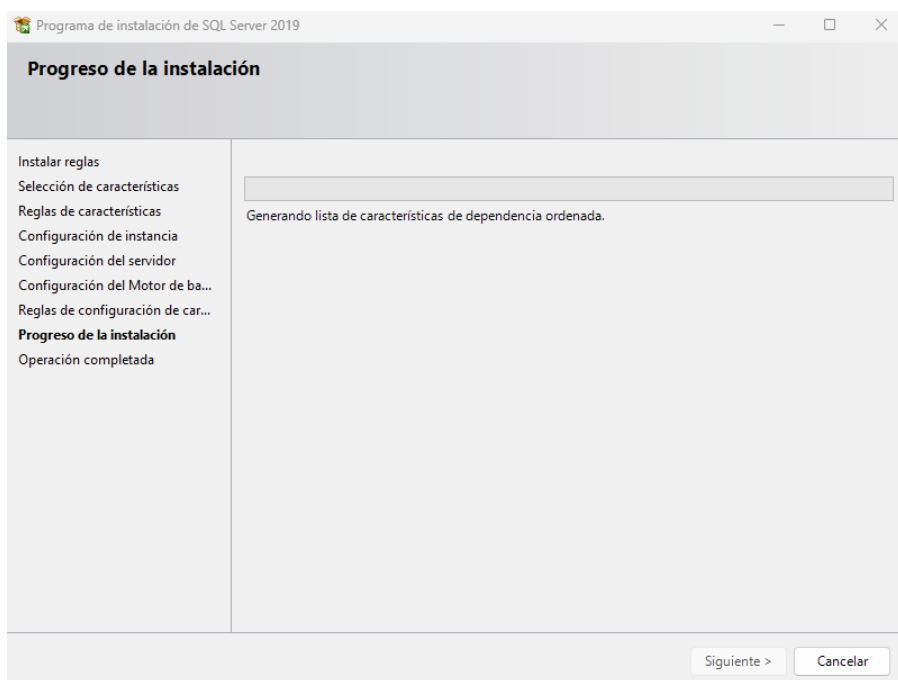 Programa de instalación de SQL Server 2019
Progreso de la instalación
Instalar reglas
Selección de características
Reglas de características
Configuración de instancia
Configuración del servidor
Configuración del Motor de ba...
Reglas de configuración de car...
Progreso de la instalación
Operación completada
Generando lista de características de dependencia ordenada.
Siguiente >
Cancelar